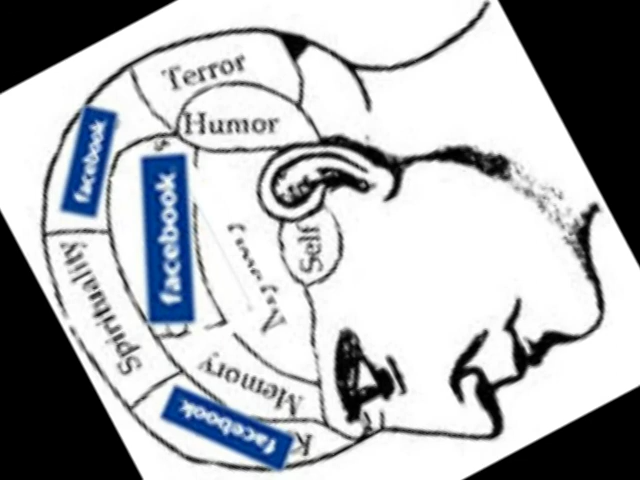 Terror
Humor
facebook
facebook
Self
Spirituality
Memory
facebook
K